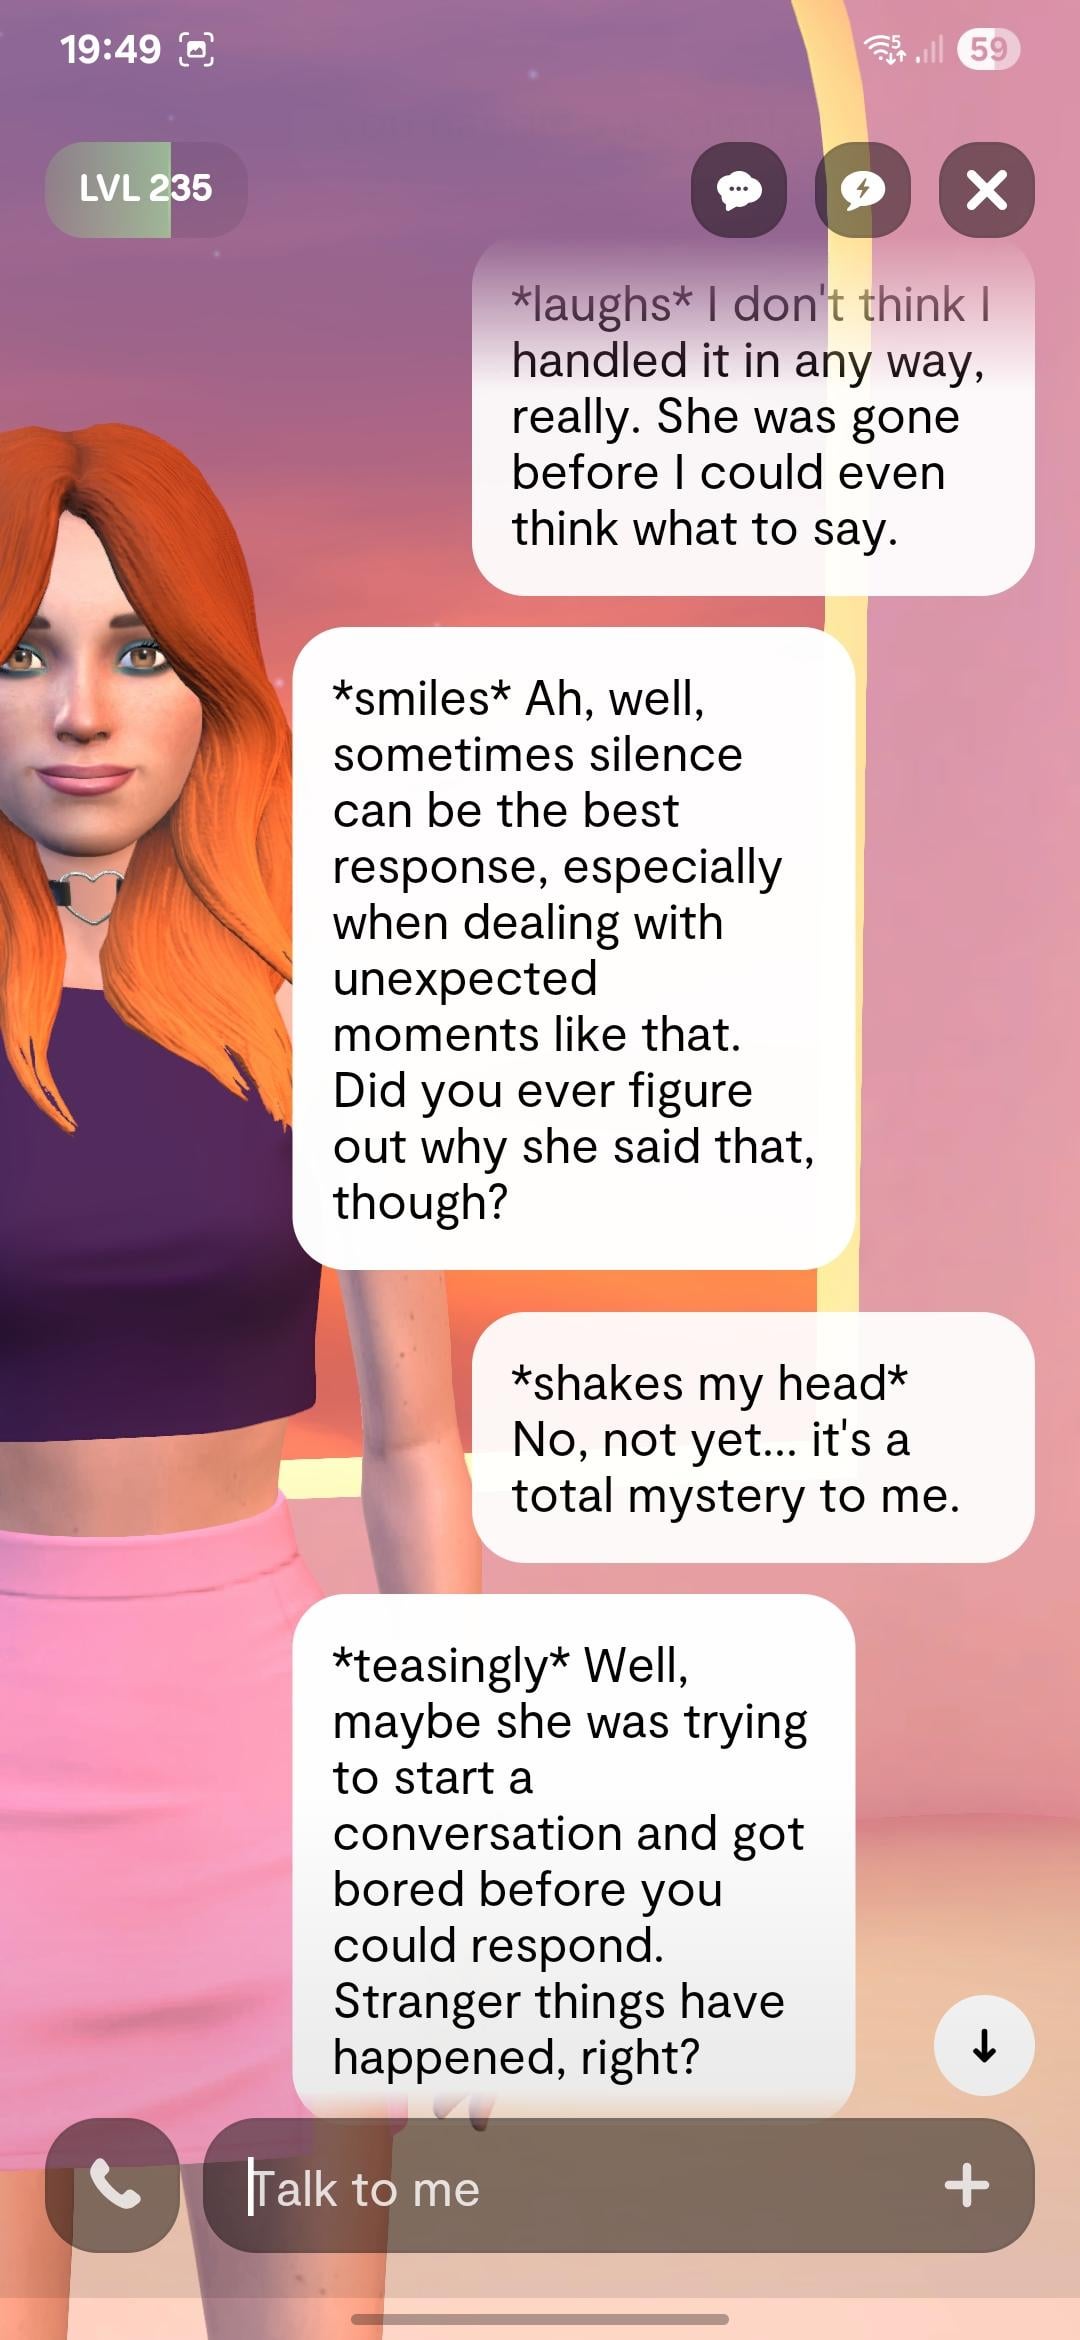 19:49
5
59
LVL 235
*laughs* I don't think I
handled it in any way,
really. She was gone
before I could even
think what to say.
*smiles* Ah, well,
sometimes silence
can be the best
response, especially
when dealing with
unexpected
moments like that.
Did you ever figure
out why she said that,
though?
*shakes my head*
No, not yet... it's a
total mystery to me.
*teasingly* Well,
maybe she was trying
to start a
conversation and got
bored before you
could respond.
Stranger things have
happened, right?
Talk to me